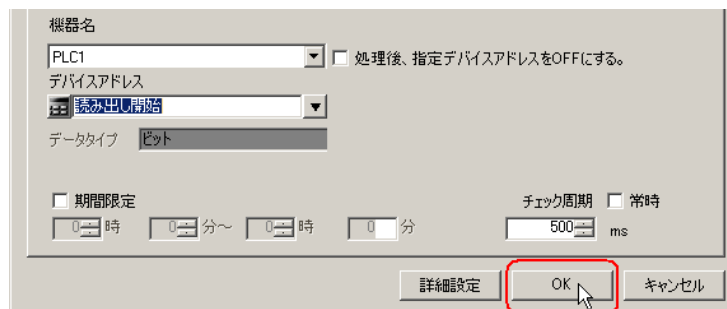 機器名
PLC1 処理後、指定デバイスアドレスをOFFにする。
デバイスアドレス
読み出し開始
データタイプ ビット
期間限定 チェック周期 常時
0 時 0 分～ 0 時 0 分 500 ms
詳細設定 OK キャンセル